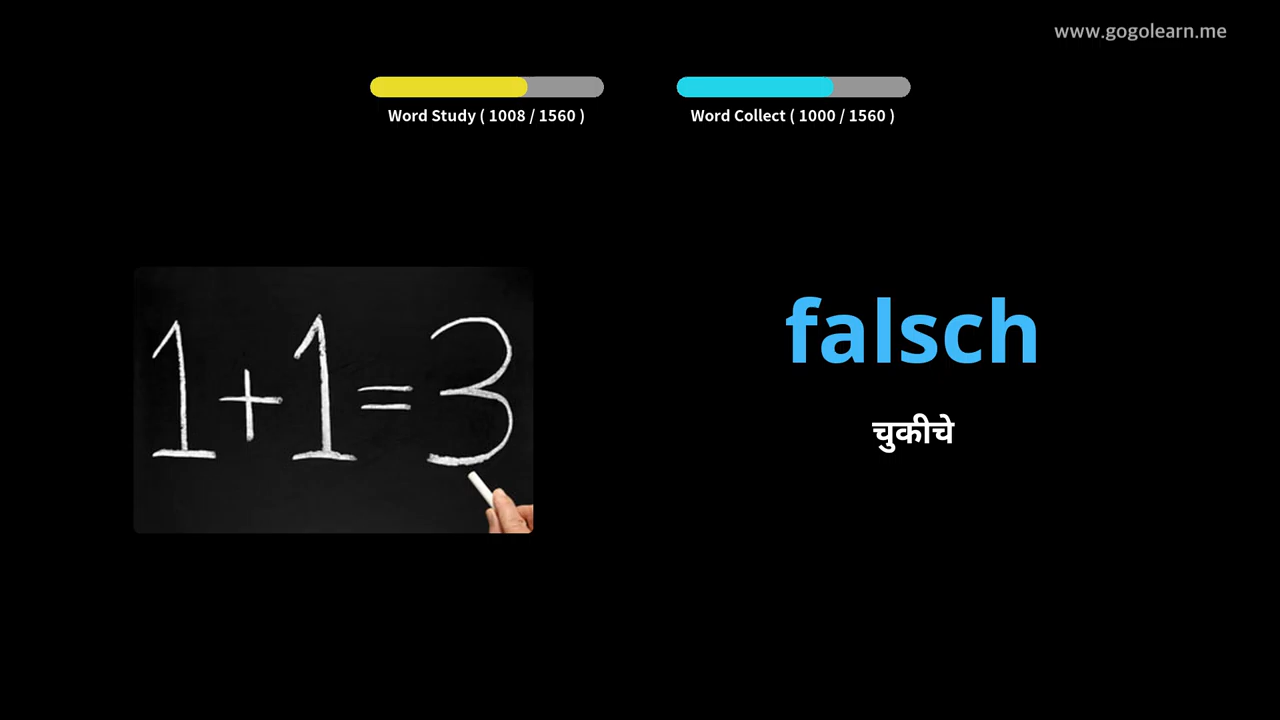 www.gogolearn.me
Word Study ( 1008 / 1560 )
Word Collect ( 1000 / 1560 )
1+1=3
falsch
चुकीचे